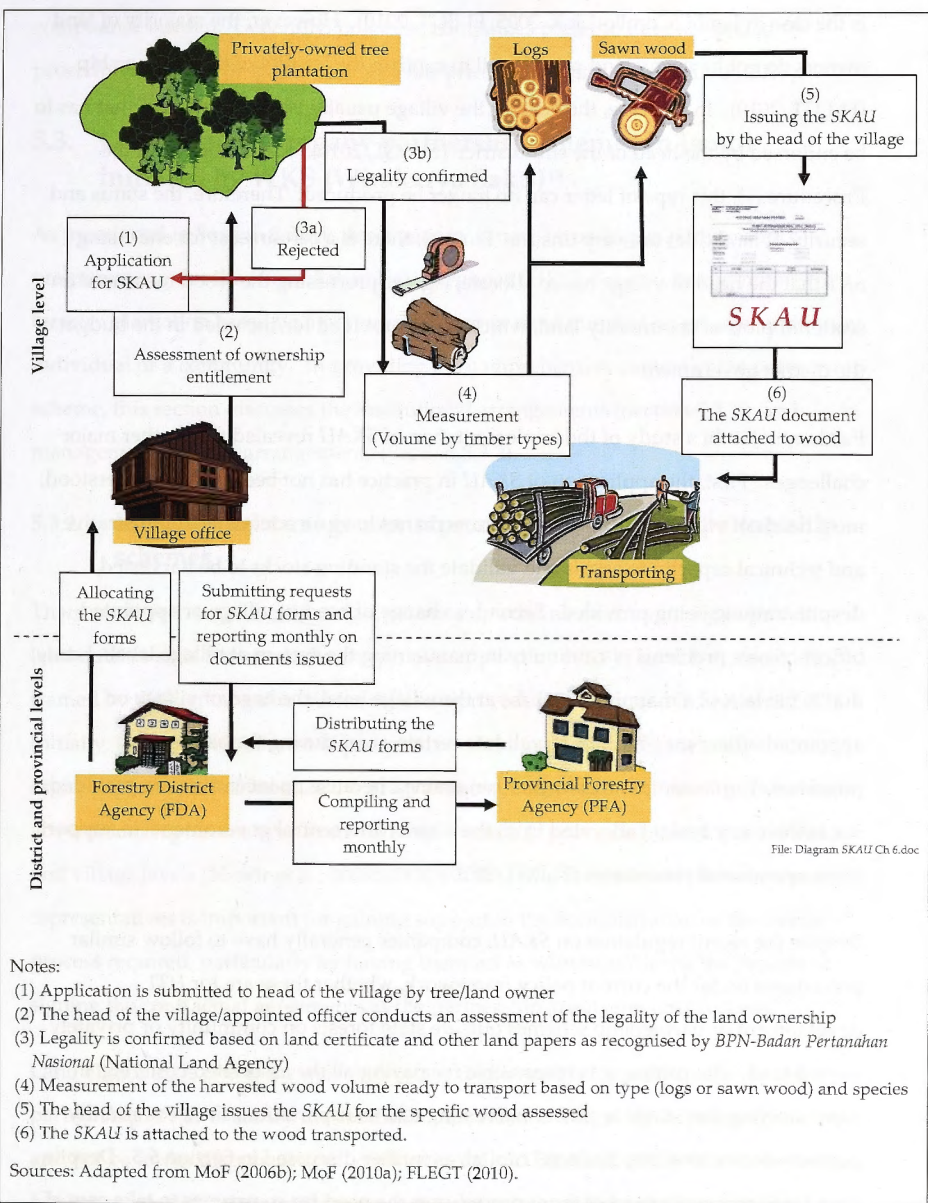 Privately-owned tree
plantation
Logs
Sawn wood
(5)
Issuing the SKAU
by the head of the village
(3b)
Legality confirmed
(3a)
Rejected
(1)
Application
for SKAU
(2)
Assessment of ownership
entitlement
SKAU
(4)
Measurement
(Volume by timber types)
(6)
The SKAU document
attached to wood
Village level
Village office
Transporting
Allocating
the SKAU
forms
Submitting requests
for SKAU forms and
reporting monthly on
documents issued
Distributing the
SKAU forms
Forestry District
Agency (FDA)
Provincial Forestry
Agency (PFA)
Compiling and
reporting
monthly
District and provincial levels
File: Diagram SKAU Ch 6.doc
Notes:
(1) Application is submitted to head of the village by tree/land owner
(2) The head of the village/appointed officer conducts an assessment of the legality of the land ownership
(3) Legality is confirmed based on land certificate and other land papers as recognised by BPN-Badan Pertanahan
Nasional (National Land Agency)
(4) Measurement of the harvested wood volume ready to transport based on type (logs or sawn wood) and species
(5) The head of the village issues the SKAU for the specific wood assessed
(6) The SKAU is attached to the wood transported.
Sources: Adapted from MoF (2006b); MoF (2010a); FLEGT (2010).